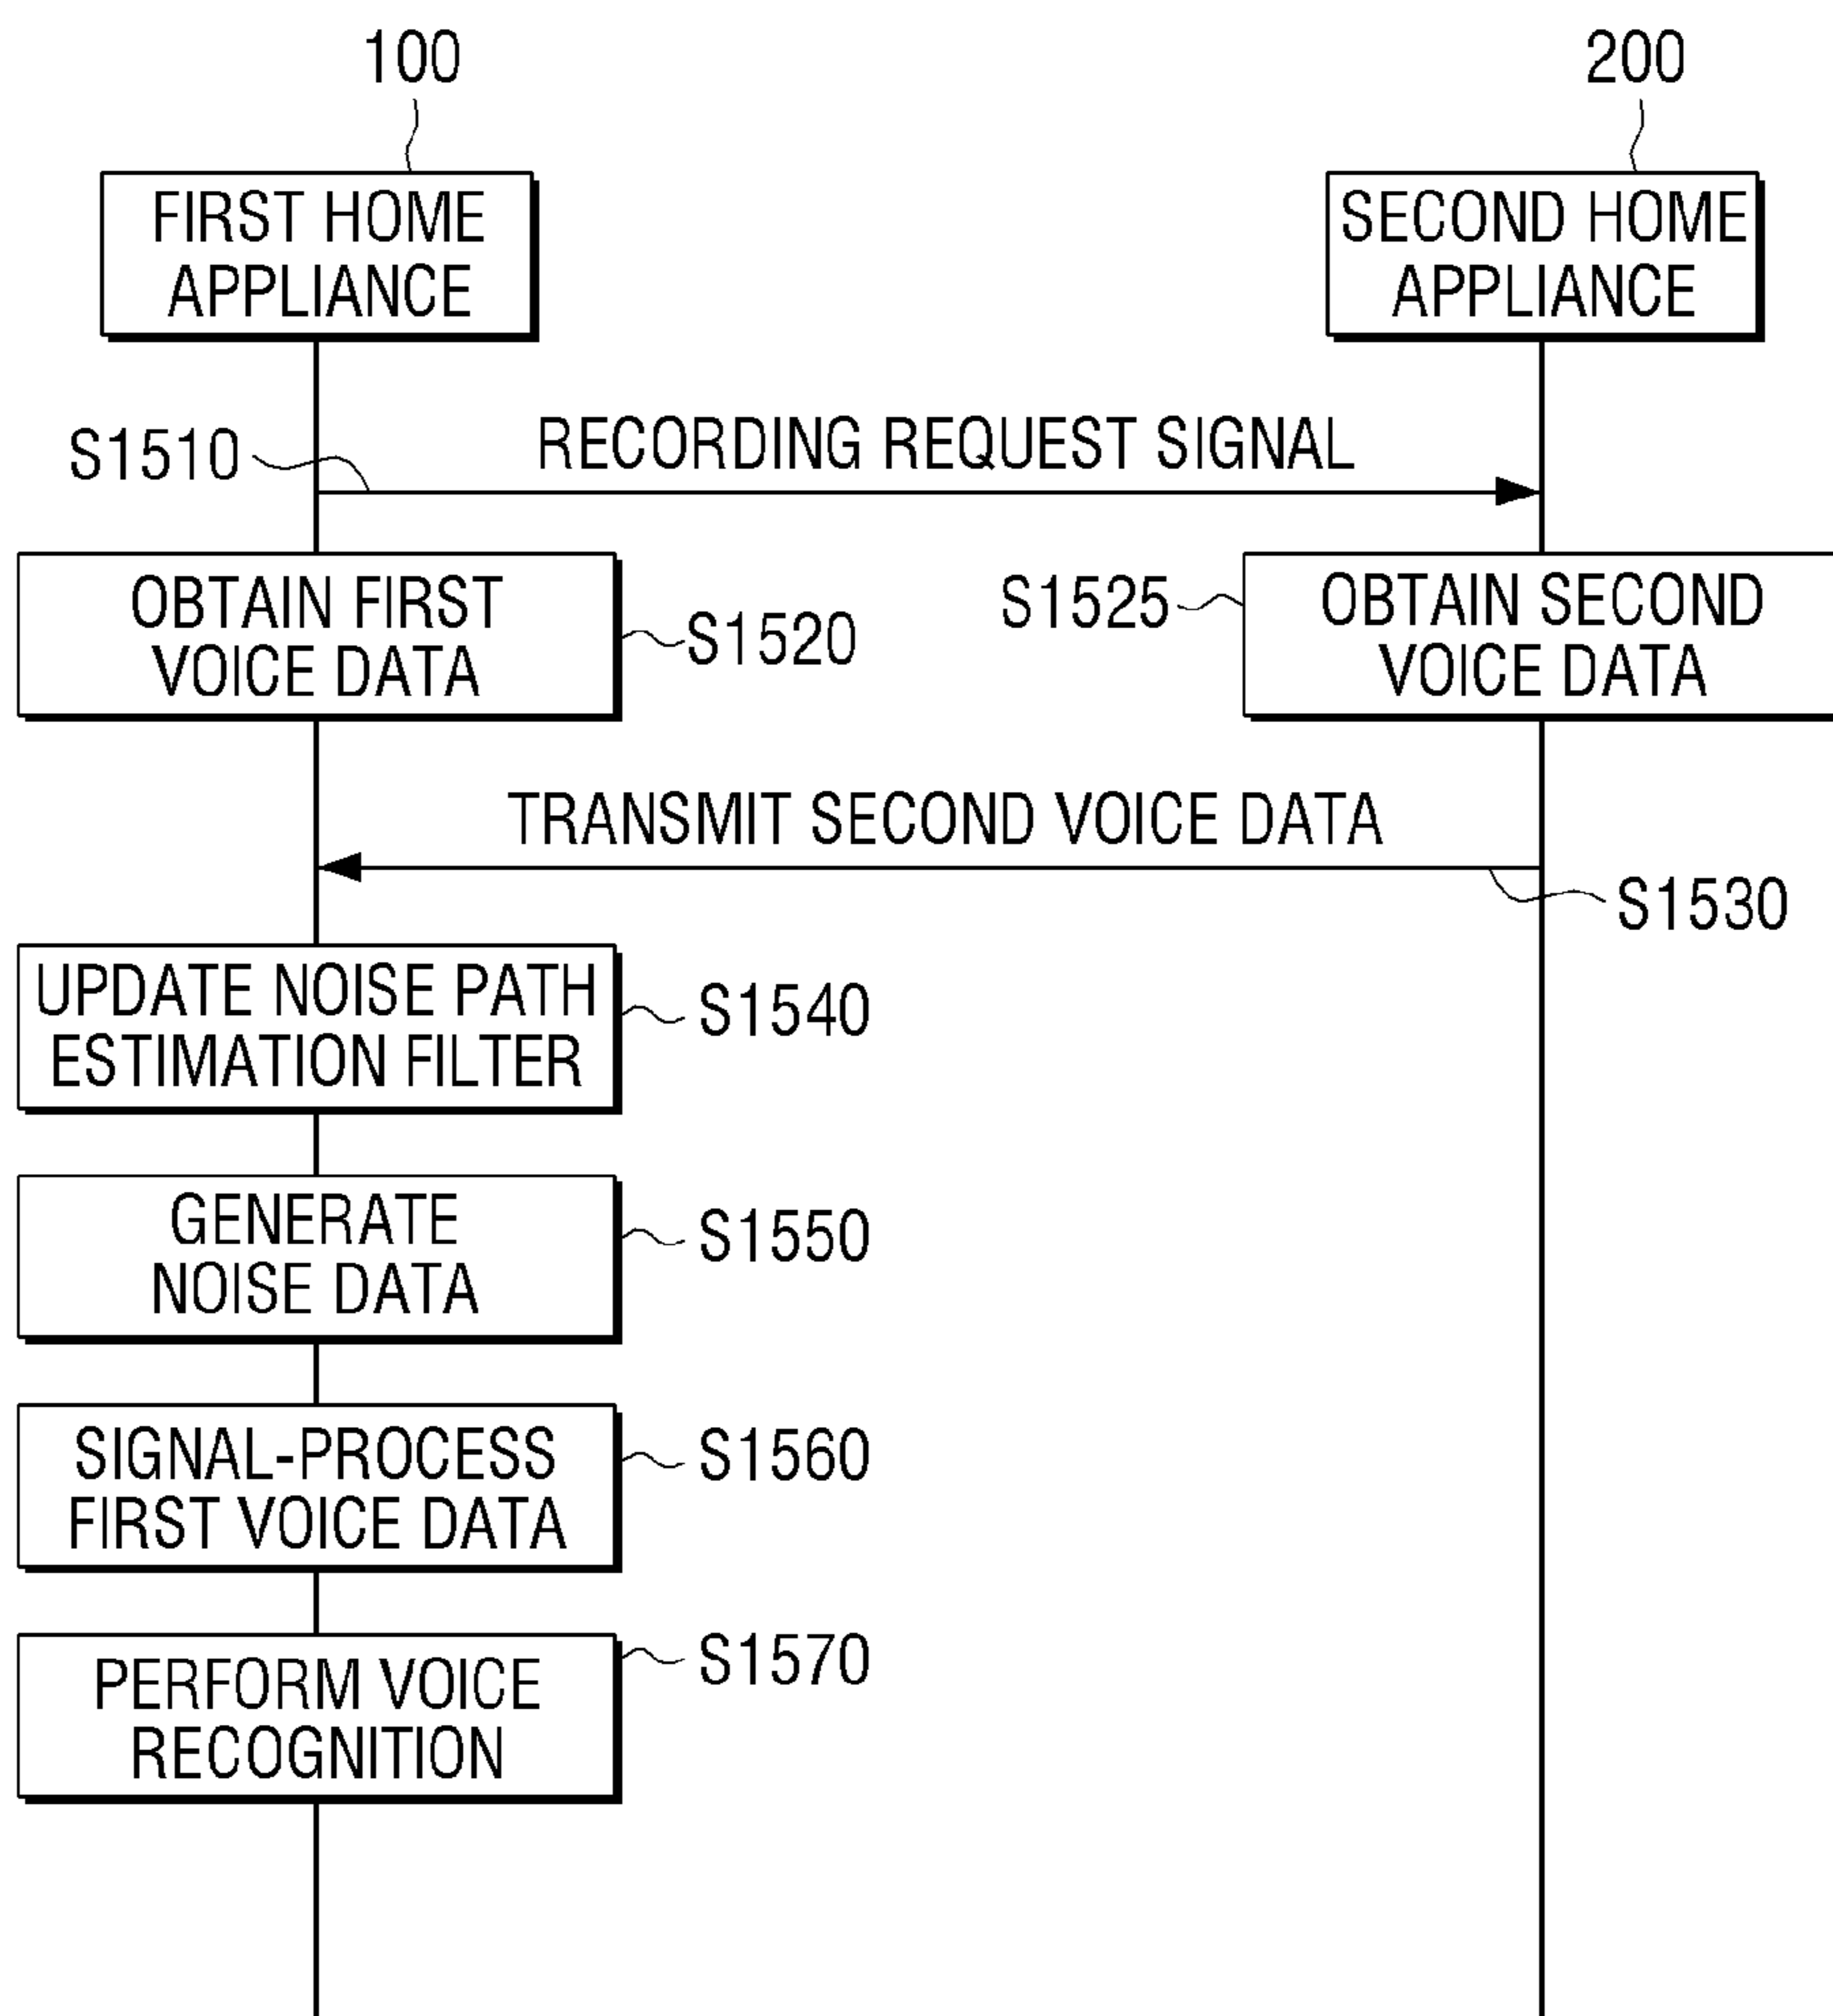 100
200
FIRST HOME
APPLIANCE
SECOND HOME
APPLIANCE
S1510
RECORDING REQUEST SIGNAL
OBTAIN FIRST
VOICE DATA
S1520
S1525
OBTAIN SECOND
VOICE DATA
TRANSMIT SECOND VOICE DATA
S1530
UPDATE NOISE PATH
ESTIMATION FILTER
S1540
GENERATE
NOISE DATA
S1550
SIGNAL-PROCESS
FIRST VOICE DATA
S1560
PERFORM VOICE
RECOGNITION
S1570